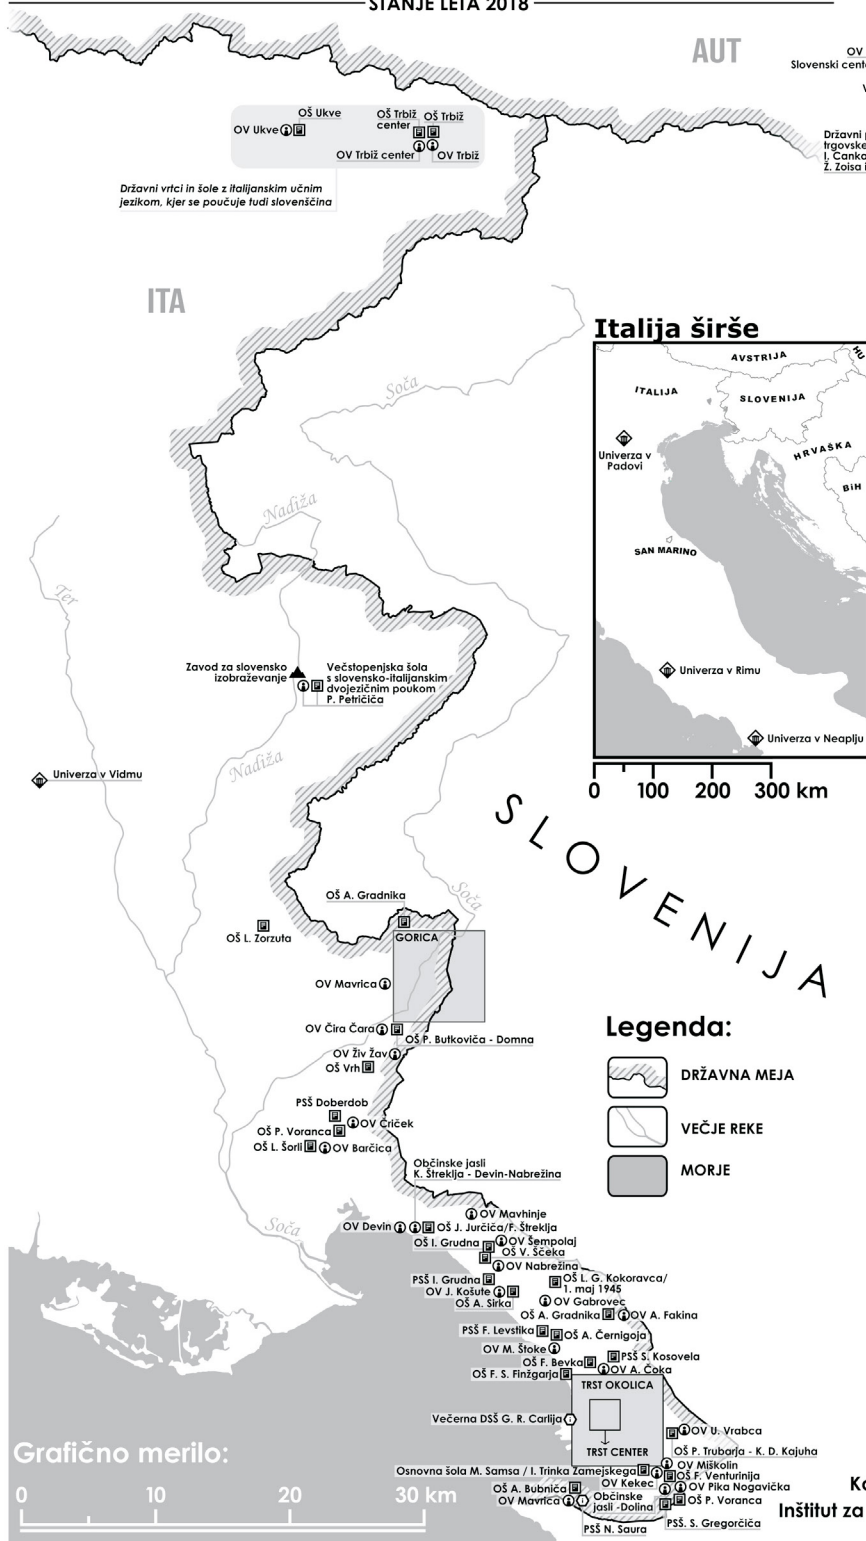 STANJE LETA 2018
AUT
OV
Slovenski cent
OŠ Ukve
OV Ukve
OŠ Trbiž
center
OŠ Trbiž
OV Trbiž center
OV Trbiž
Državni
trgovske
I. Canka
Ž. Zoisa i
Državni vrtci in šole z italijanskim učnim
jezikom, kjer se poučuje tudi slovenščina
ITA
Soča
Nadiža
Ter
Italija širše
AVSTRIJA
HU
ITALIJA
SLOVENIJA
HRVAŠKA
BiH
Univerza v
Padovi
SAN MARINO
Univerza v Rimu
Univerza v Neaplju
0 100 200 300 km
Zavod za slovensko
izobraževanje
Večstopenjska šola
s slovensko-italijanskim
dvojezičnim poukom
P. Petričiča
Nadiža
Univerza v Vidmu
SLOVENIJA
OŠ A. Gradnika
Soča
OŠ L. Zorzuta
GORICA
OV Mavrica
OV Čira Čara
OŠ P. Butkoviča - Domna
OV Živ Žav
OŠ Vrh
PSŠ Doberdob
OV Čriček
OŠ P. Voranca
OŠ L. Šorli
OV Barčica
Legenda:
DRŽAVNA MEJA
VEČJE REKE
MORJE
Občinske jasli
K. Štreklja - Devin-Nabrežina
Soča
OV Mavhinje
OV Devin
OŠ J. Jurčiča/F. Štreklja
OŠ I. Grudna
OV Šempolaj
OŠ V. Ščeka
OV Nabrežina
PSŠ I. Grudna
OV J. Košute
OŠ A. Sirka
OŠ L. G. Kokoravca/
1. maj 1945
OV Gabrovec
OŠ A. Gradnika
OV A. Fakina
PSŠ F. Levstika
OŠ A. Černigoja
OV M. Štoke
OŠ F. Bevka
PSŠ S. Kosovela
OV A. Čoka
OŠ F. S. Finžgarja
TRST OKOLICA
TRST CENTER
Večerna DSŠ G. R. Carlija
OV U. Vrabca
OŠ P. Trubarja - K. D. Kajuha
OV Miškolin
Osnovna šola M. Samsa / I. Trinka Zamejskega
OV Kekec
OŠ F. Venturinija
OV Pika Nogavička
OŠ A. Bubniča
OV Mavrica
Občinske
jasli -Dolina
OŠ P. Voranca
PSŠ. S. Gregorčiča
PSŠ N. Saura
Grafično merilo:
0 10 20 30 km
Inštitut za